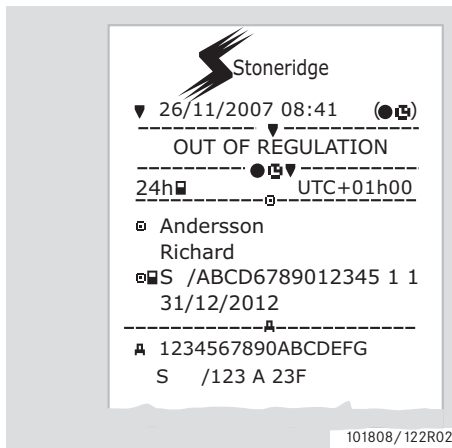 Stoneridge
26/11/2007 08:41 ( )
OUT OF REGULATION
24h UTC+01h00
Andersson
Richard
S /ABCD6789012345 1 1
31/12/2012
1234567890ABCDEFG
S /123 A 23F
101808/122R02